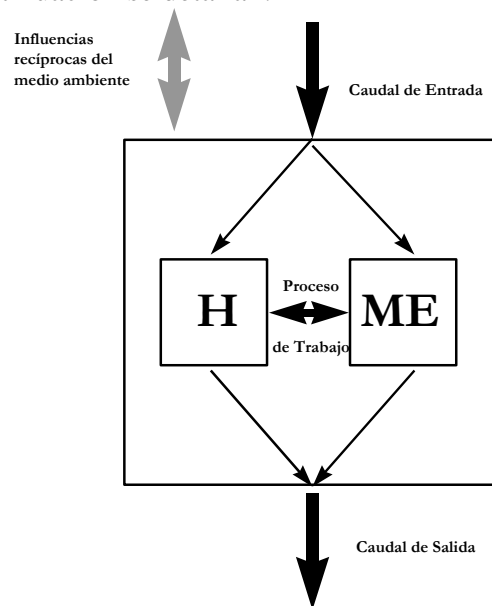 Influencias
recíprocas del
medio ambiente
Caudal de Entrada
Proceso
H
ME
de Trabajo
Caudal de Salida